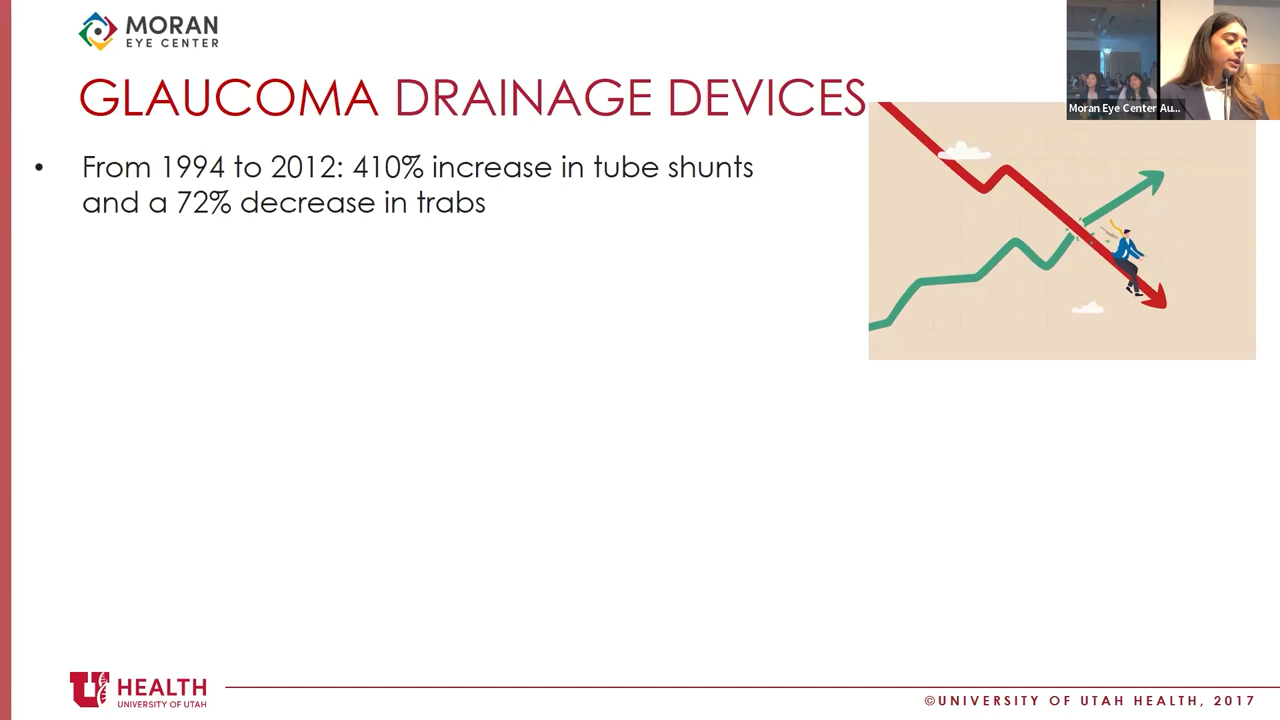 MORAN
EYE CENTER
GLAUCOMA DRAINAGE DEVICES
Moran Eye Center Au...
• From 1994 to 2012: 410% increase in tube shunts
and a 72% decrease in trabs
U HEALTH
UNIVERSITY OF UTAH
©UNIVERSITY OF UTAH HEALTH, 2017